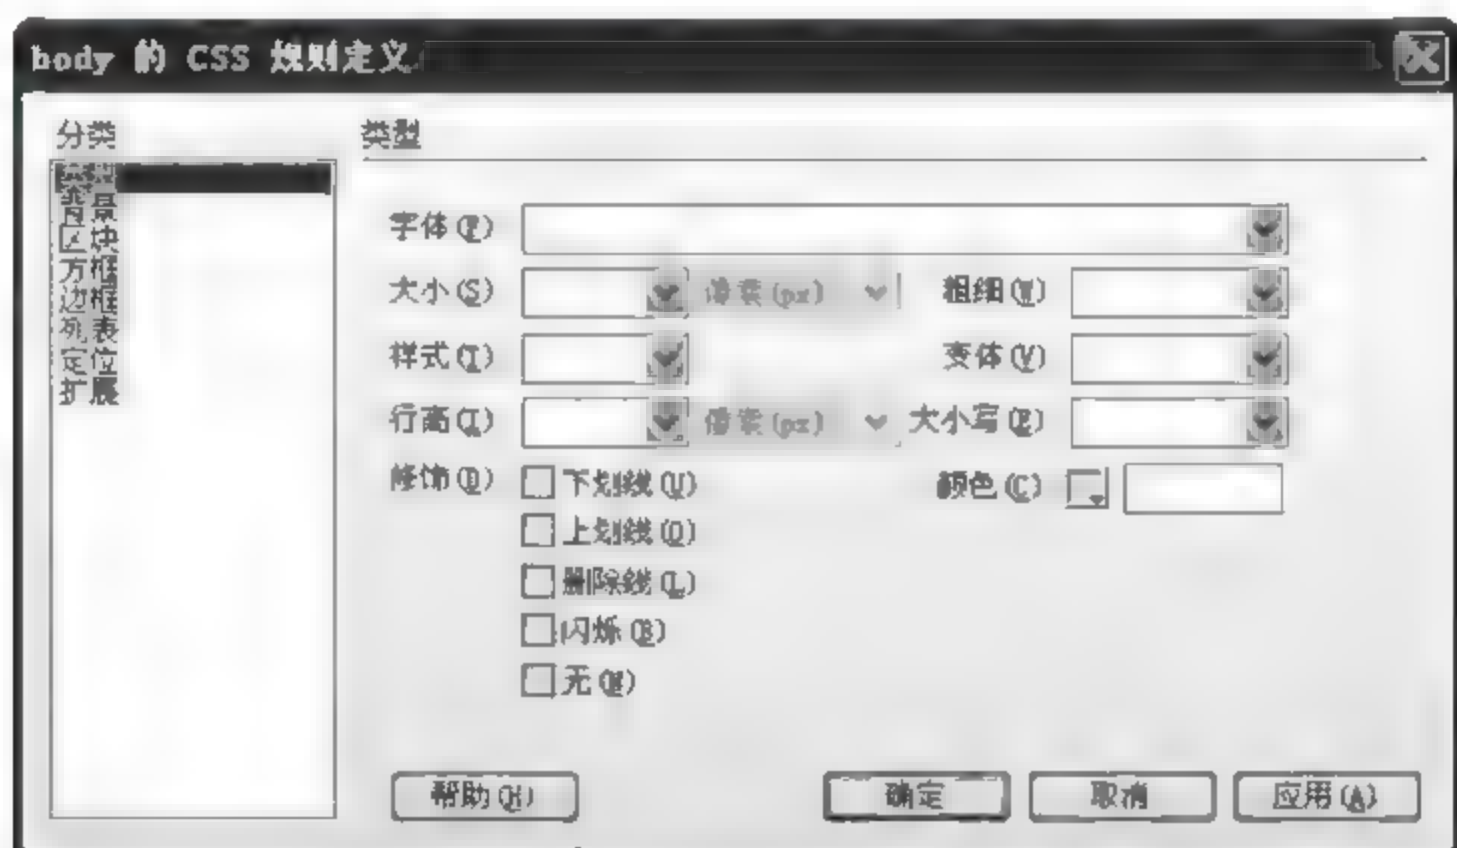 body 的 CSS 规则定义
分类
类型
背景
区块
方框
边框
列表
定位
扩展
类型
字体(F)
大小(S) 像素(px) 粗细(W)
样式(T) 变体(V)
行高(I) 像素(px) 大小写(R)
修饰(D) 下划线(U) 颜色(C)
上划线(O)
删除线(L)
闪烁(B)
无(N)
帮助(H) 确定 取消 应用(A)